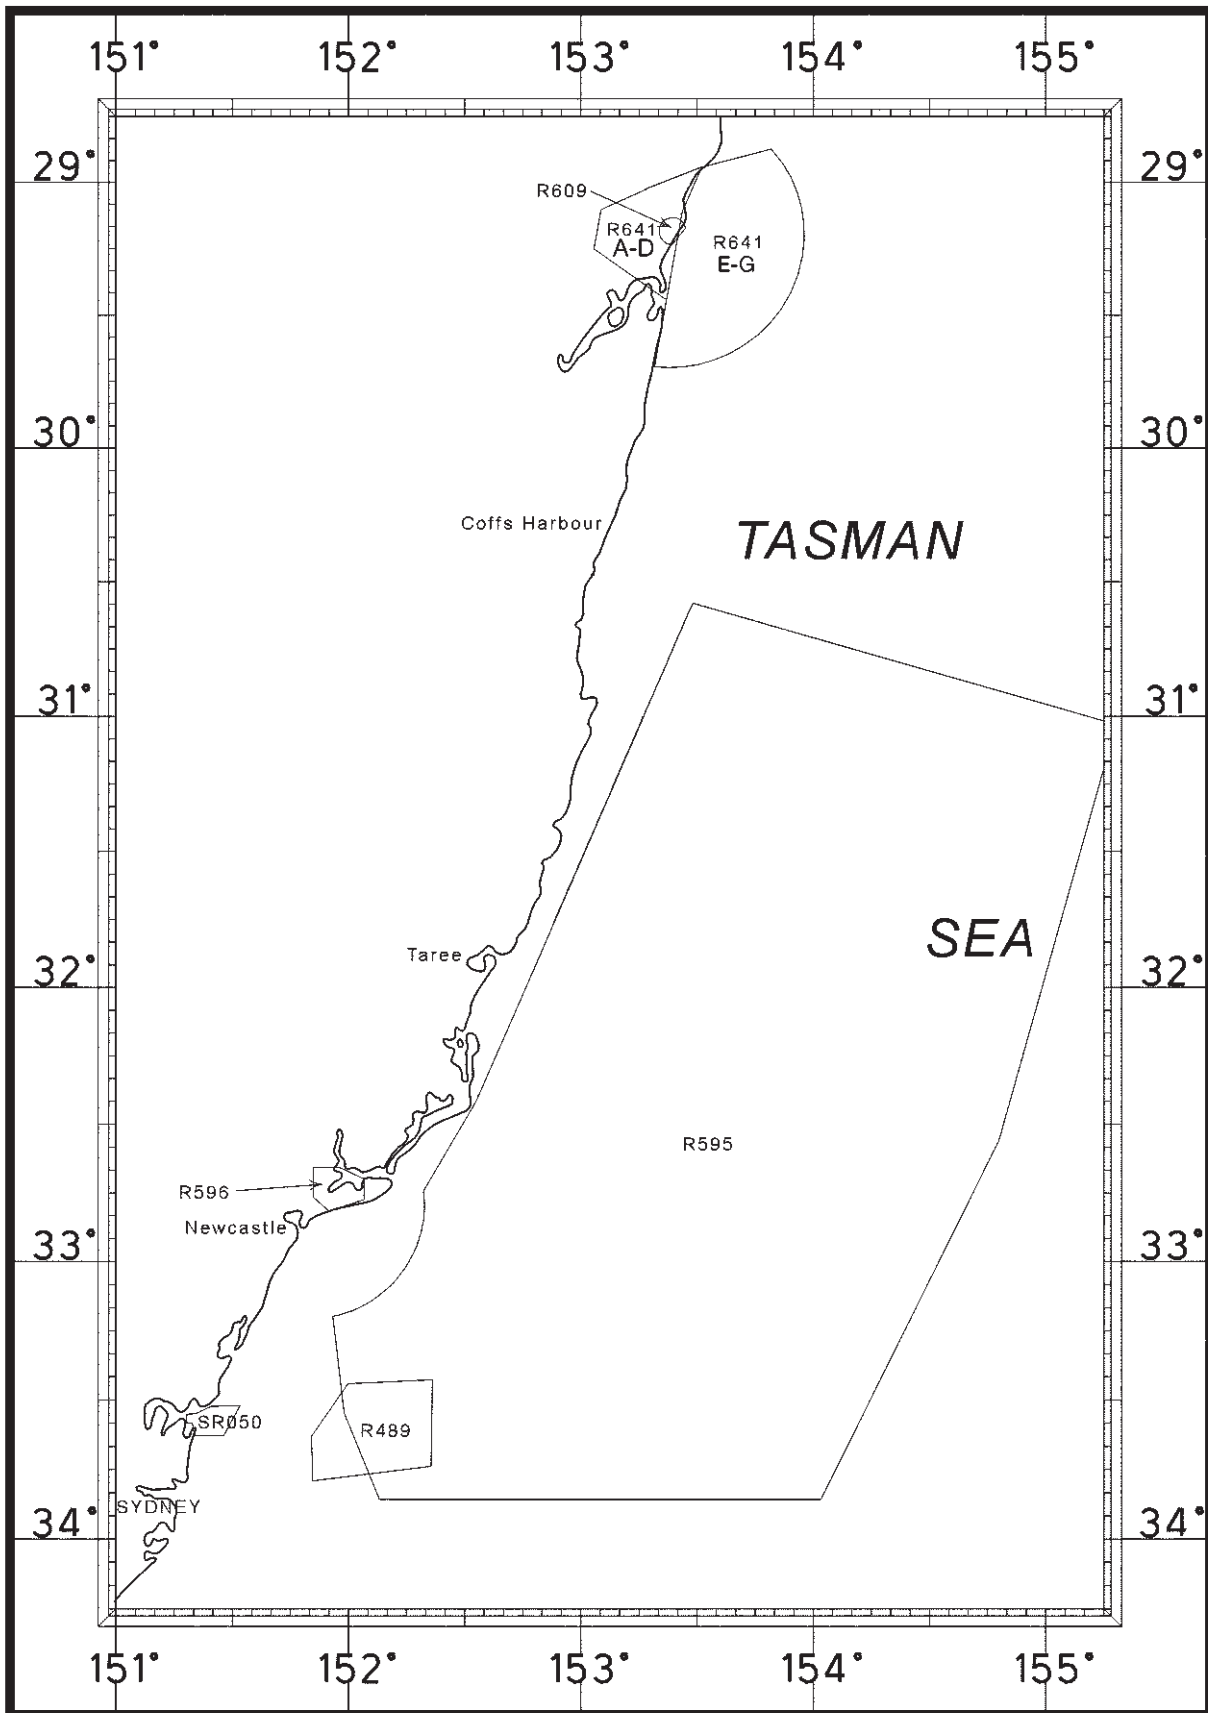 151° 152° 153° 154° 155°
29° 29°
R609
R641
A-D
R641
E-G
30° 30°
Coffs Harbour
TASMAN
31° 31°
SEA
Taree
32° 32°
R595
R596
Newcastle
33° 33°
SR050
R489
SYDNEY
34° 34°
151° 152° 153° 154° 155°